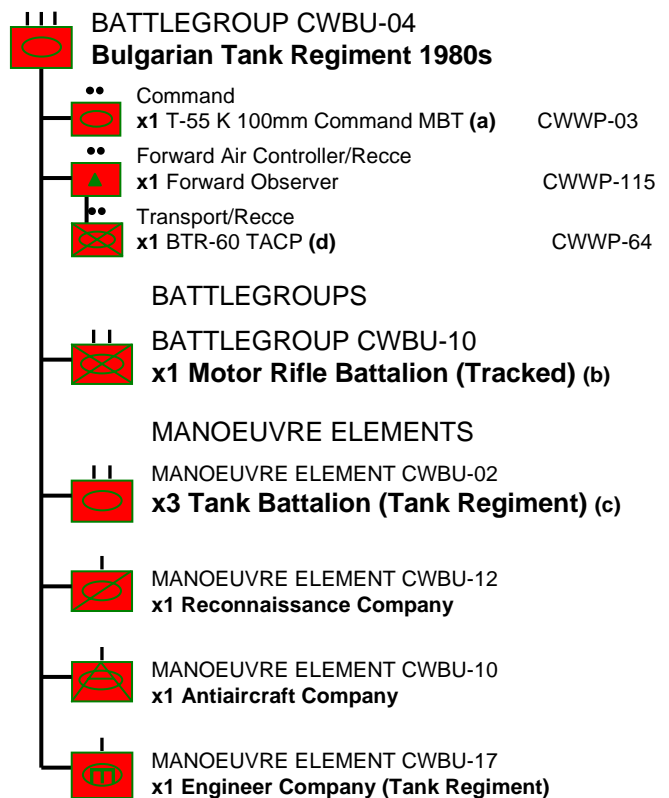 BATTLEGROUP CWBU-04
Bulgarian Tank Regiment 1980s
Command
x1 T-55 K 100mm Command MBT (a) CWWP-03
Forward Air Controller/Recce
x1 Forward Observer CWWP-115
Transport/Recce
x1 BTR-60 TACP (d) CWWP-64
BATTLEGROUPS
BATTLEGROUP CWBU-10
x1 Motor Rifle Battalion (Tracked) (b)
MANOEUVRE ELEMENTS
MANOEUVRE ELEMENT CWBU-02
x3 Tank Battalion (Tank Regiment) (c)
MANOEUVRE ELEMENT CWBU-12
x1 Reconnaissance Company
MANOEUVRE ELEMENT CWBU-10
x1 Antiaircraft Company
MANOEUVRE ELEMENT CWBU-17
x1 Engineer Company (Tank Regiment)